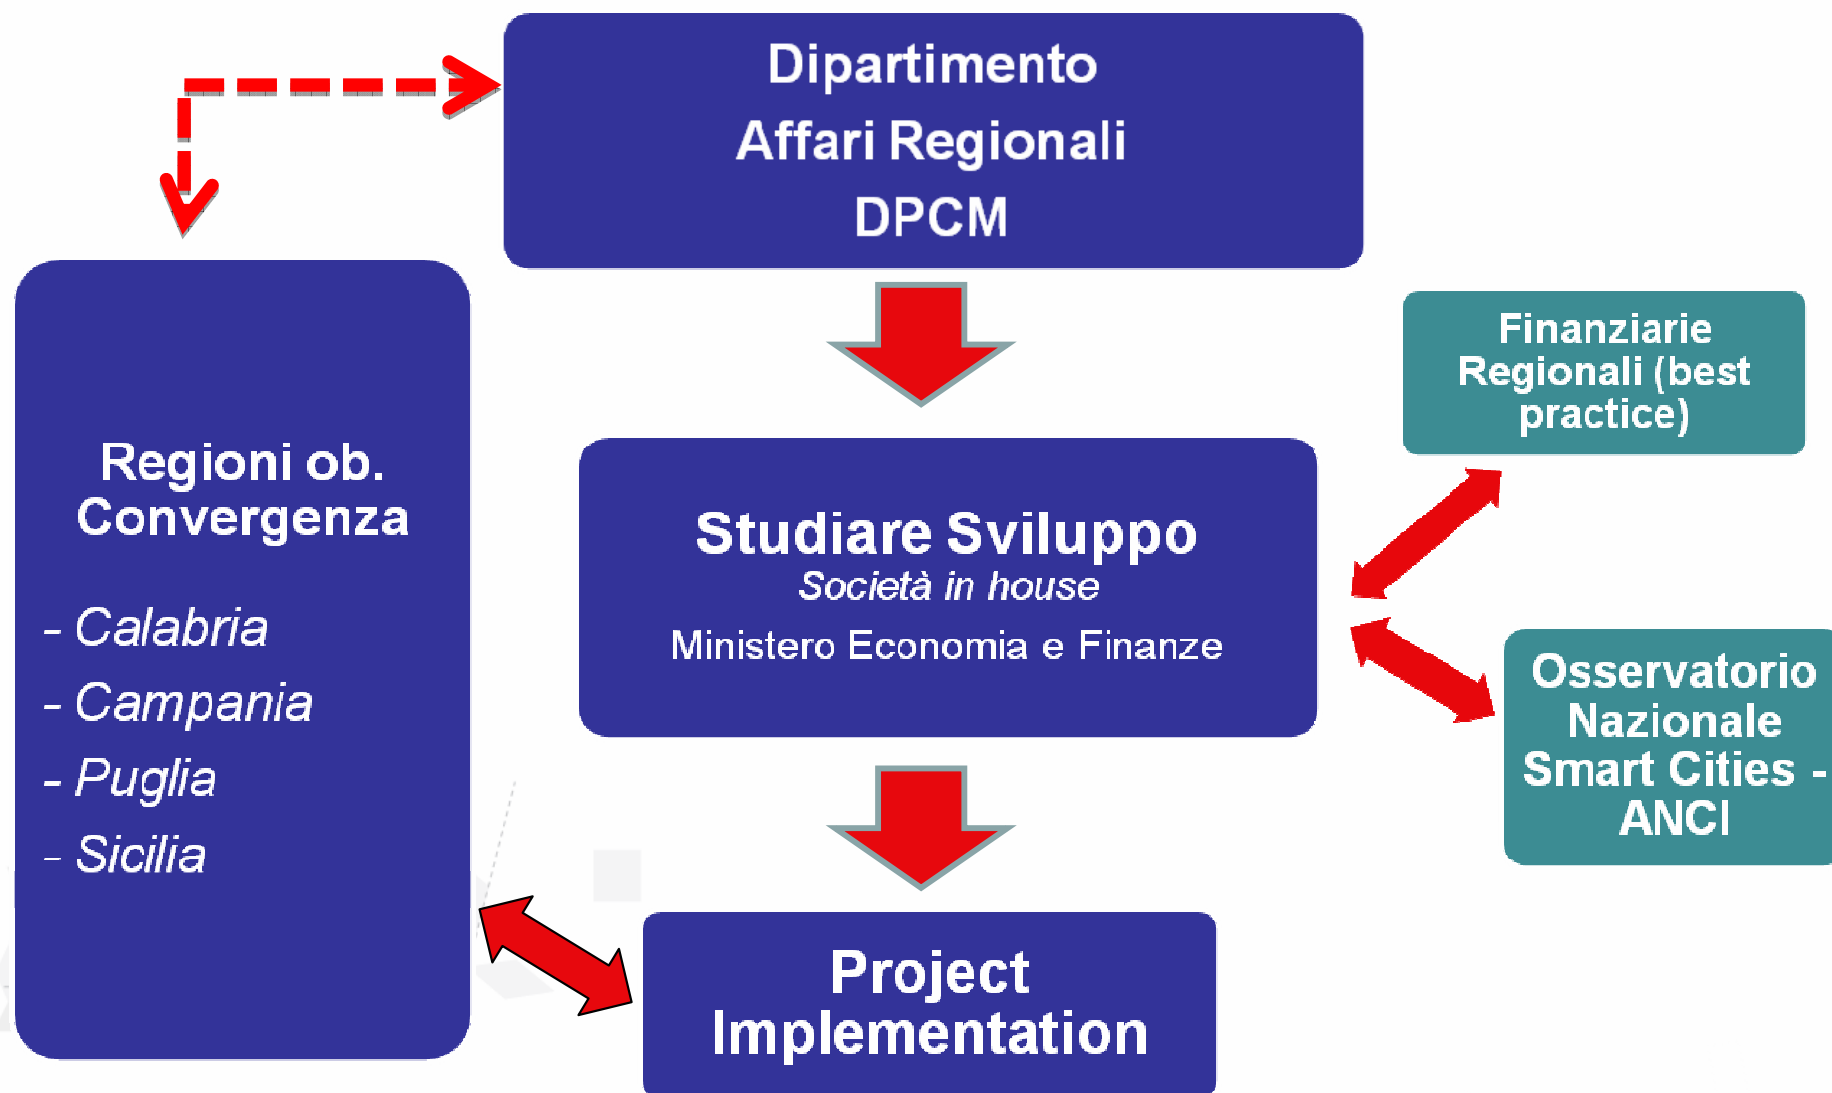 Dipartimento
Affari Regionali
DPCM
Regioni ob.
Convergenza
- Calabria
- Campania
- Puglia
- Sicilia
Studiare Sviluppo
Società in house
Ministero Economia e Finanze
Finanziarie
Regionali (best
practice)
Osservatorio
Nazionale
Smart Cities -
ANCI
Project
Implementation